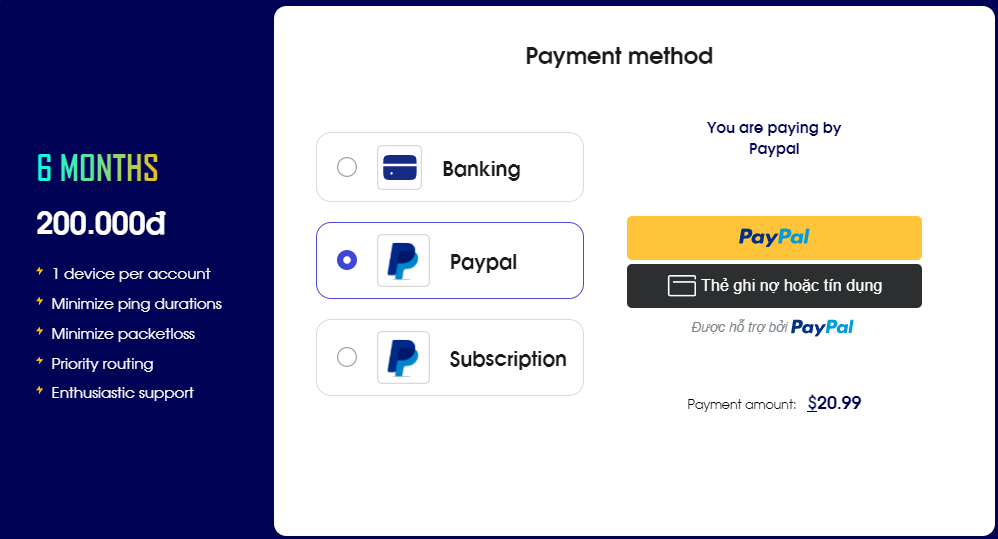 6 MONTHS
200.000đ
1 device per account
Minimize ping durations
Minimize packetloss
Priority routing
Enthusiastic support
Payment method
Banking
Paypal
Subscription
You are paying by
Paypal
PayPal
Thẻ ghi nợ hoặc tín dụng
Được hỗ trợ bởi PayPal
Payment amount: $20.99